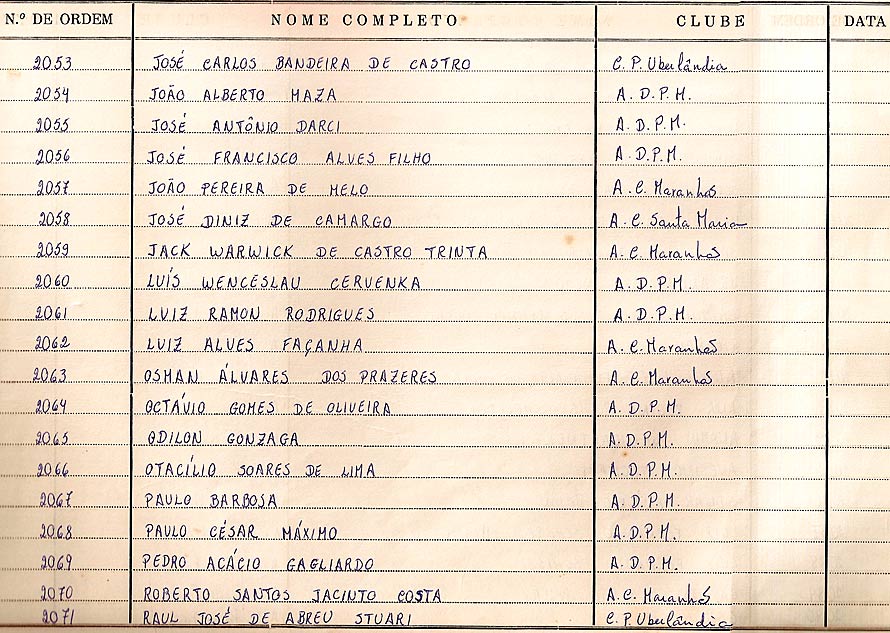 N.º DE ORDEM NOME COMPLETO CLUBE DATA
2053 JOSÉ CARLOS BANDEIRA DE CASTRO C. P. Uberlândia
2054 JOÃO ALBERTO MAZA A. D. P. M.
2055 JOSÉ ANTÔNIO DARCI A. D. P. M.
2056 JOSÉ FRANCISCO ALVES FILHO A. D. P. M.
2057 JOÃO PEREIRA DE MELO A. C. Maranhos
2058 JOSÉ DINIZ DE CAMARGO A. C. Santa Maria
2059 JACK WARWICK DE CASTRO TRINTA A. C. Maranhos
2060 LUÍS WENCESLAU CERVENKA A. D. P. M.
2061 LUIZ RAMON RODRIGUES A. D. P. M.
2062 LUIZ ALVES FAÇANHA A. C. Maranhos
2063 OSMAN ÁLVARES DOS PRAZERES A. C. Maranhos
2064 OCTÁVIO GOMES DE OLIVEIRA A. D. P. M.
2065 ODILON GONZAGA A. D. P. M.
2066 OTACÍLIO SOARES DE LIMA A. D. P. M.
2067 PAULO BARBOSA A. D. P. M.
2068 PAULO CÉSAR MÁXIMO A. D. P. M.
2069 PEDRO ACÁCIO GAGLIARDO A. D. P. M.
2070 ROBERTO SANTOS JACINTO COSTA A. C. Maranhós
2071 RAUL JOSÉ DE ABREU STUARI C. P. Uberlândia